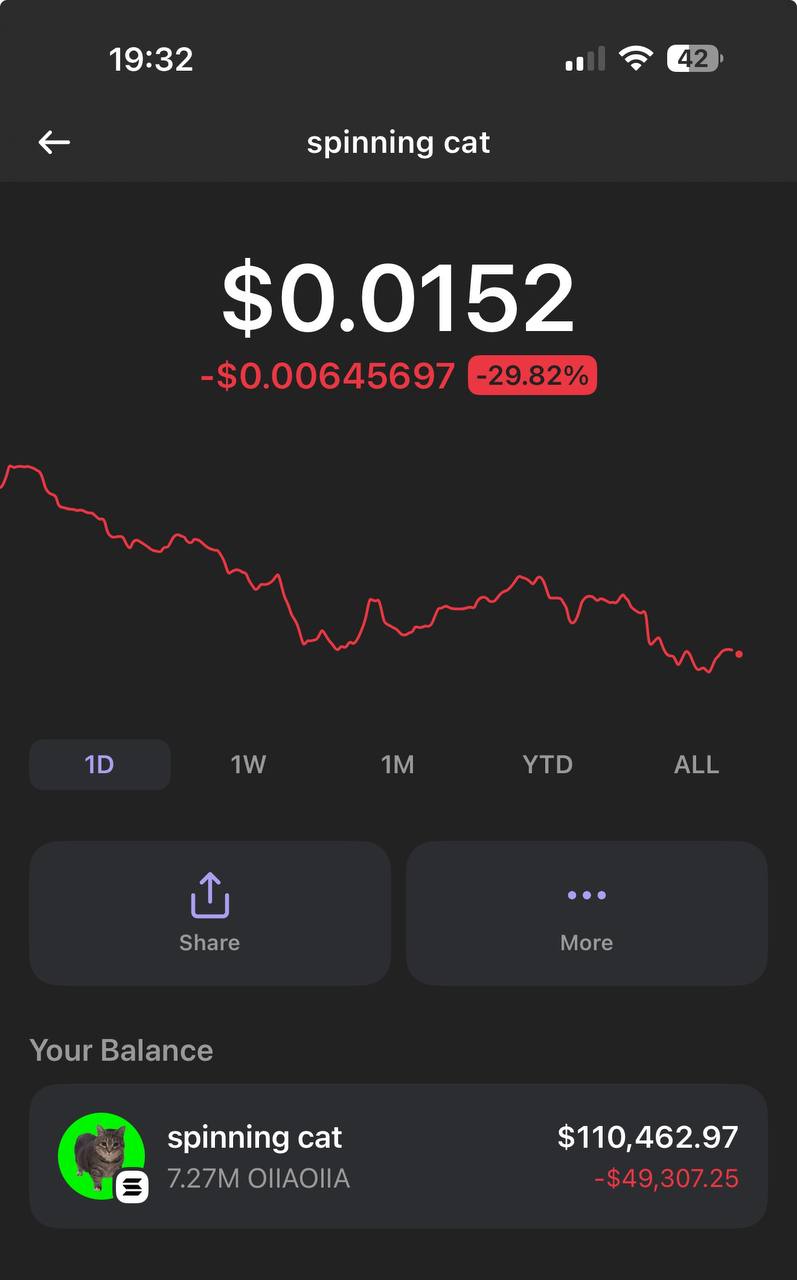 19:32
42
spinning cat
$0.0152
-$0.00645697 -29.82%
1D 1W 1M YTD ALL
Share More
Your Balance
spinning cat $110,462.97
7.27M OIIAOIIA -$49,307.25